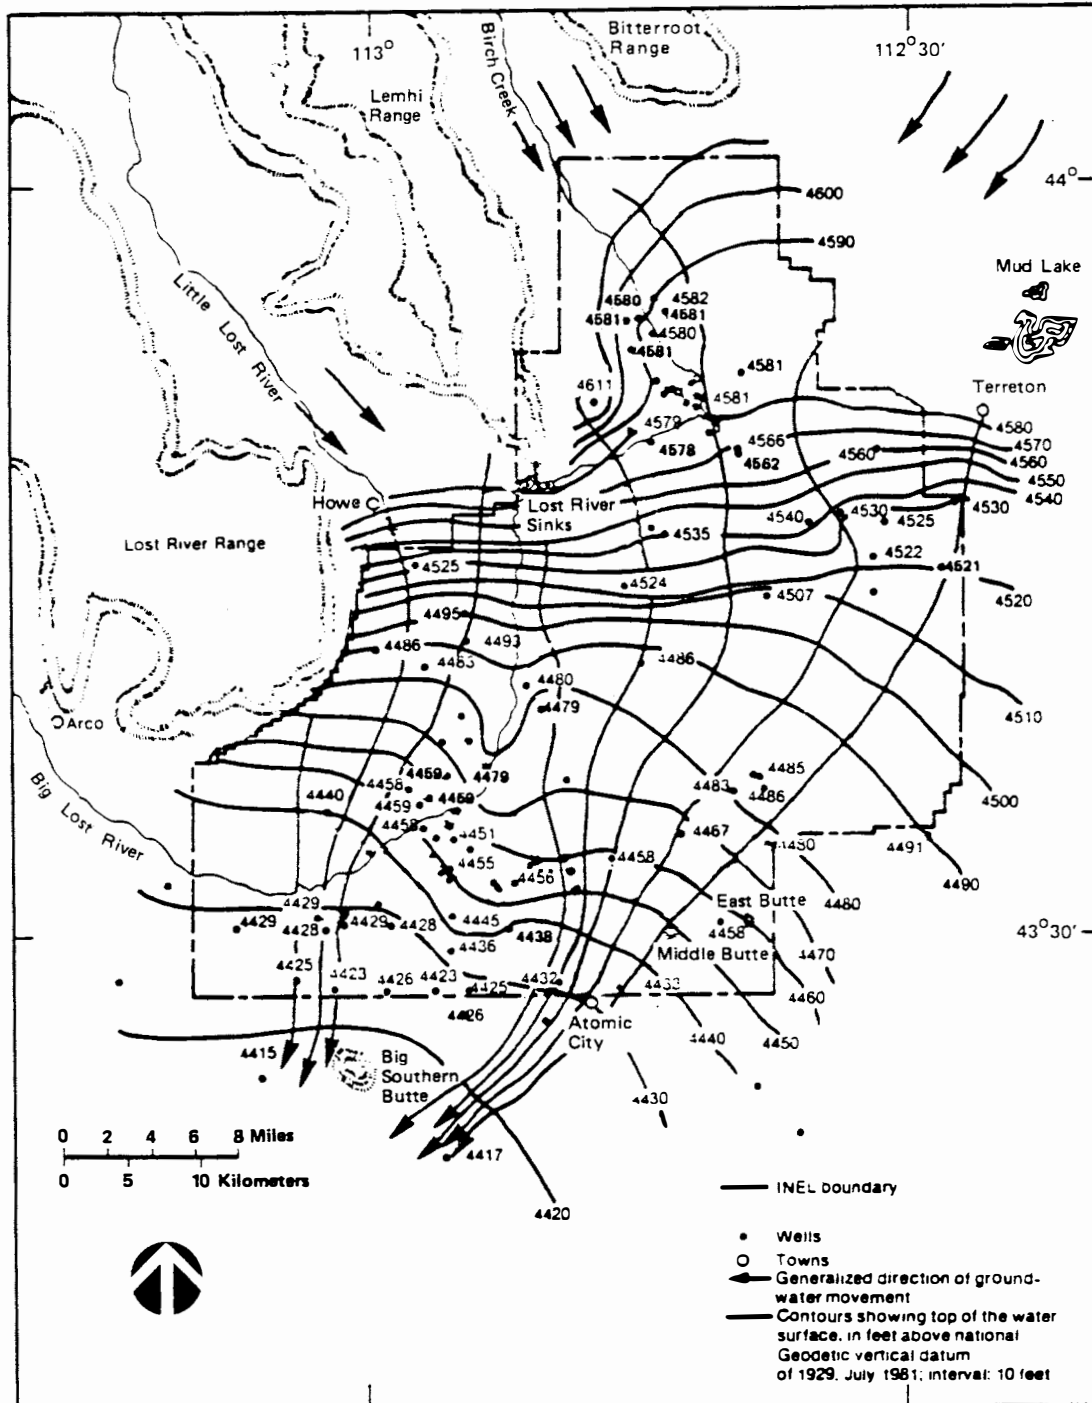 113°
112°30'
Bitterroot
Range
Birch Creek
Lemhi
Range
44°
4600
4590
Mud Lake
Little Lost River
4580
4582
4581
4581
4580
4581
4581
4611
4581
Terreton
4579
4578
4566
4562
4560
4580
4570
4560
4550
4540
Howe
Lost River
Sinks
Lost River Range
4535
4540
4530
4525
4530
4522
4521
4525
4524
4507
4520
4495
4493
4486
4483
4486
4480
4479
4510
Arco
Big Lost River
4459
4479
4458
4459
4459
4440
4458
4451
4455
4456
4458
4483
4485
4486
4467
4480
4491
4500
4490
4480
East Butte
4458
Middle Butte
43°30'
4470
4460
4450
4440
4430
4429
4429
4428
4429
4428
4445
4436
4438
4425
4423
4426
4423
4425
4432
4433
4426
Atomic
City
4415
Big
Southern
Butte
4417
4420
0 2 4 6 8 Miles
0 5 10 Kilometers
INEL boundary
Wells
Towns
Generalized direction of ground-
water movement
Contours showing top of the water
surface, in feet above national
Geodetic vertical datum
of 1929, July 1981; interval: 10 feet